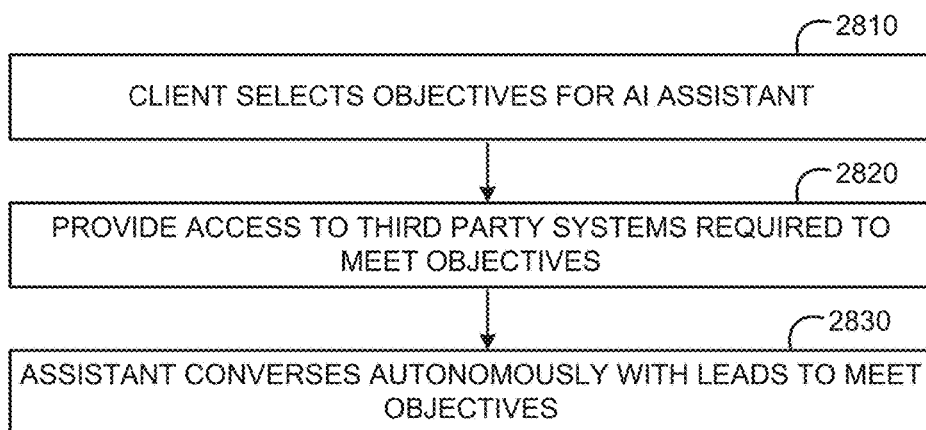 2810
CLIENT SELECTS OBJECTIVES FOR AI ASSISTANT
2820
PROVIDE ACCESS TO THIRD PARTY SYSTEMS REQUIRED TO
MEET OBJECTIVES
2830
ASSISTANT CONVERSES AUTONOMOUSLY WITH LEADS TO MEET
OBJECTIVES